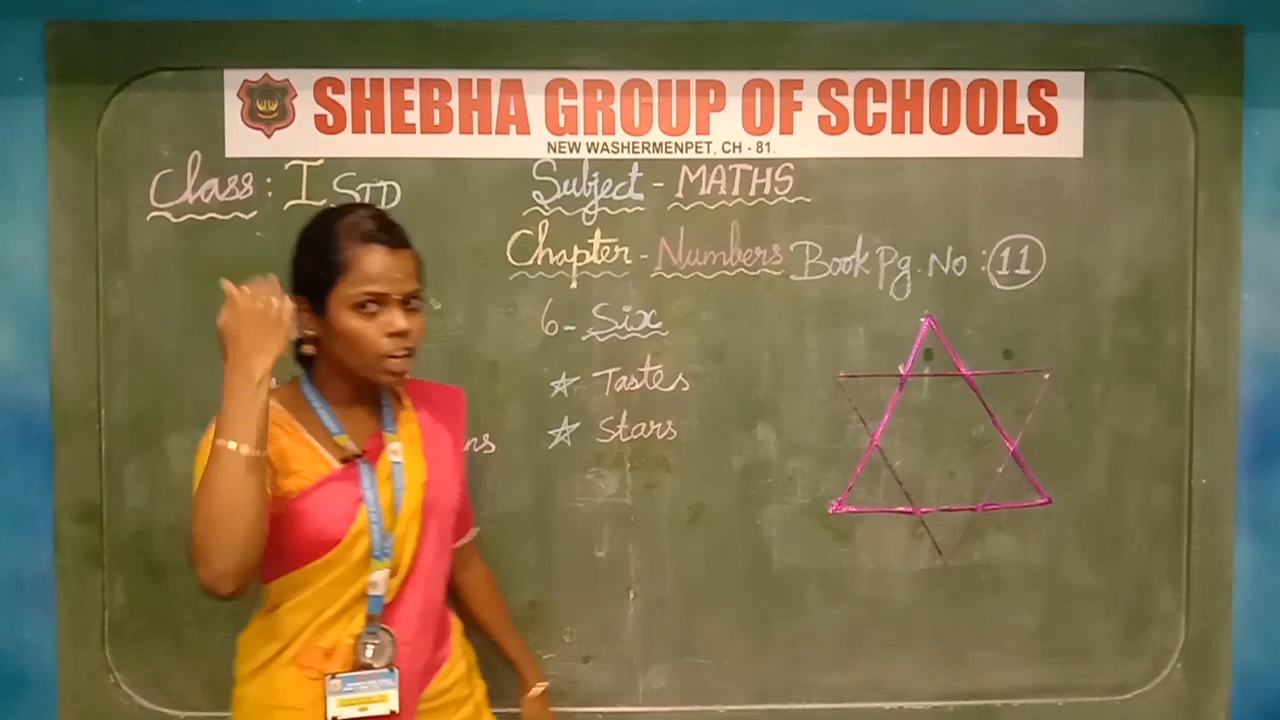 SHEBHA GROUP OF SCHOOLS
NEW WASHERMENPET, CH - 81.
Class : I STD
Subject - MATHS
Chapter - Numbers Book Pg. No : 11
6 - Six
☆ Tastes
☆ Stars
ns